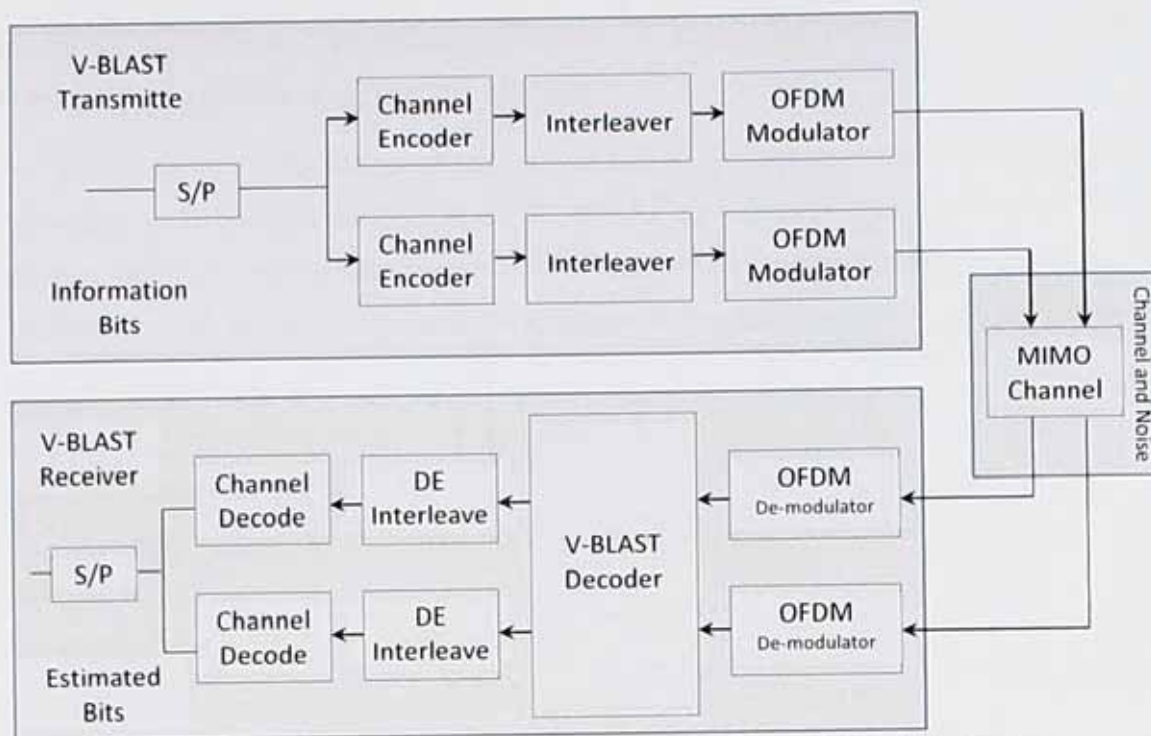 V-BLAST
Transmitte
S/P
Information
Bits
Channel
Encoder
Interleaver
OFDM
Modulator
Channel
Encoder
Interleaver
OFDM
Modulator
Channel and Noise
MIMO
Channel
V-BLAST
Receiver
S/P
Estimated
Bits
Channel
Decode
DE
Interleave
Channel
Decode
DE
Interleave
V-BLAST
Decoder
OFDM
De-modulator
OFDM
De-modulator